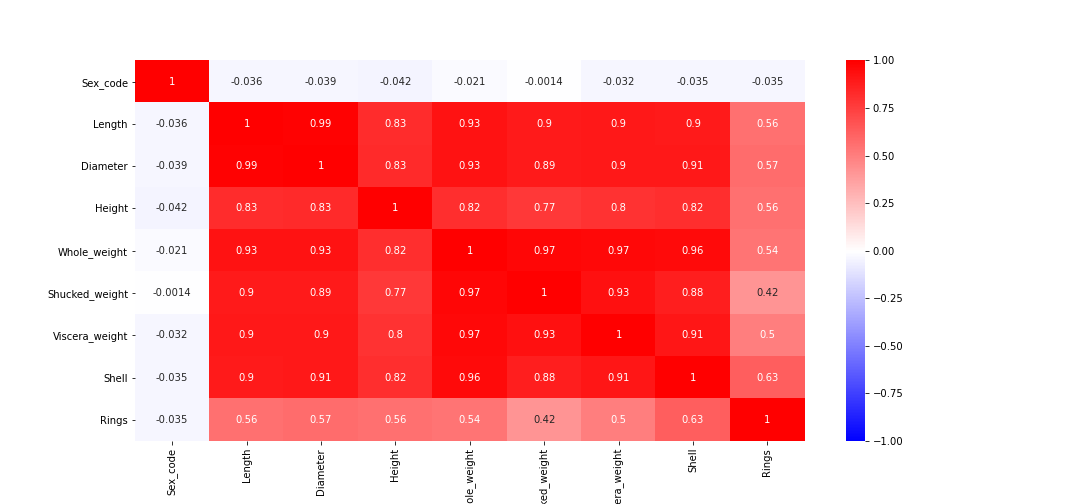 Sex_code 1 -0.036 -0.039 -0.042 -0.021 -0.0014 -0.032 -0.035 -0.035
Length -0.036 1 0.99 0.83 0.93 0.9 0.9 0.9 0.56
Diameter -0.039 0.99 1 0.83 0.93 0.89 0.9 0.91 0.57
Height -0.042 0.83 0.83 1 0.82 0.77 0.8 0.82 0.56
Whole_weight -0.021 0.93 0.93 0.82 1 0.97 0.97 0.96 0.54
Shucked_weight -0.0014 0.9 0.89 0.77 0.97 1 0.93 0.88 0.42
Viscera_weight -0.032 0.9 0.9 0.8 0.97 0.93 1 0.91 0.5
Shell -0.035 0.9 0.91 0.82 0.96 0.88 0.91 1 0.63
Rings -0.035 0.56 0.57 0.56 0.54 0.42 0.5 0.63 1
Sex_code
Length
Diameter
Height
ole_weight
ked_weight
era_weight
Shell
Rings
1.00
0.75
0.50
0.25
0.00
−0.25
−0.50
−0.75
−1.00